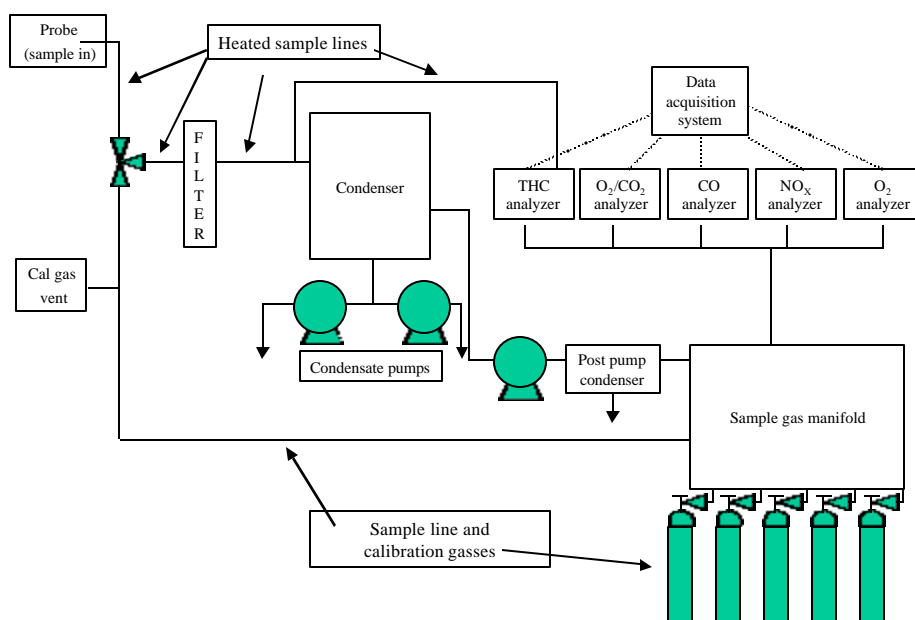 Probe
(sample in)
Heated sample lines
Data
acquisition
system
F
I
L
T
E
R
Condenser
THC
analyzer
O₂/CO₂
analyzer
CO
analyzer
NOₓ
analyzer
O₂
analyzer
Cal gas
vent
Condensate pumps
Post pump
condenser
Sample gas manifold
Sample line and
calibration gasses